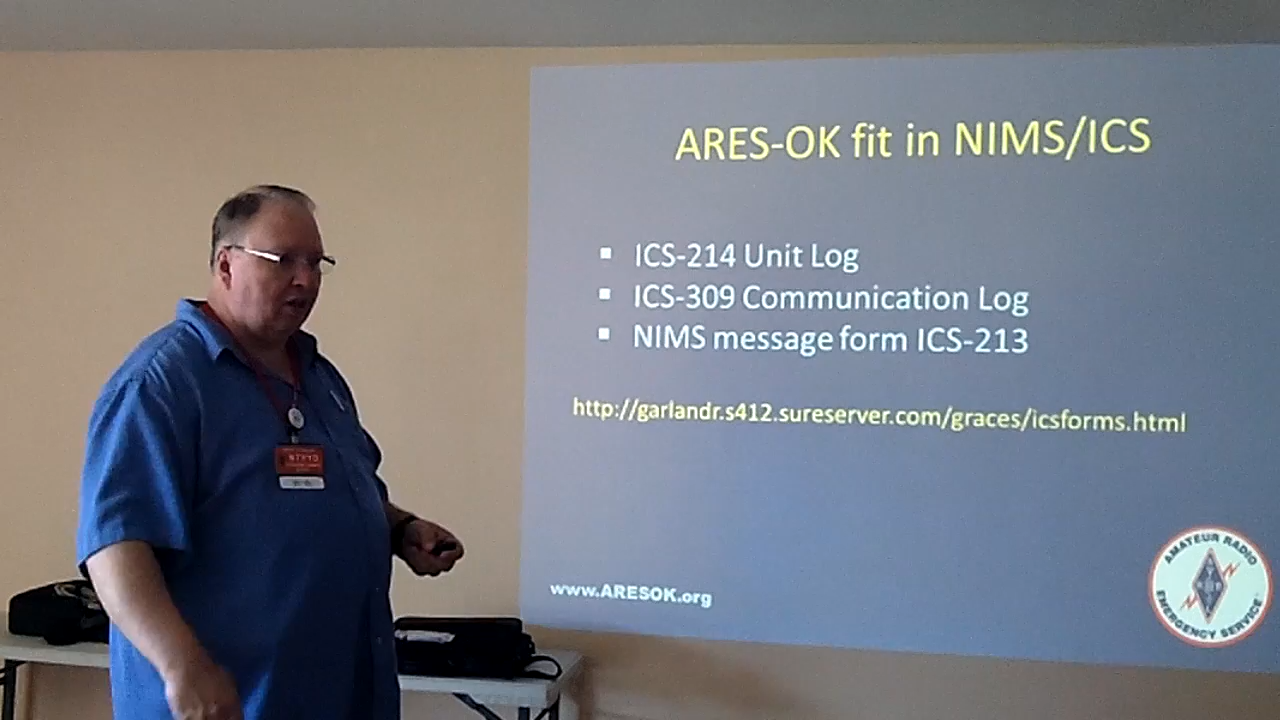 ARES-OK fit in NIMS/ICS
▪ ICS-214 Unit Log
▪ ICS-309 Communication Log
▪ NIMS message form ICS-213
http://garlandr.s412.sureserver.com/graces/icsforms.html
www.ARESOK.org
AMATEUR RADIO
EMERGENCY SERVICE